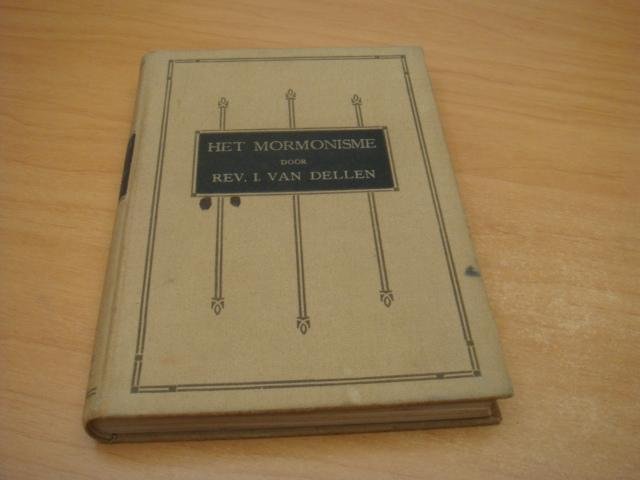 HET MORMONISME
DOOR
REV. I. VAN DELLEN